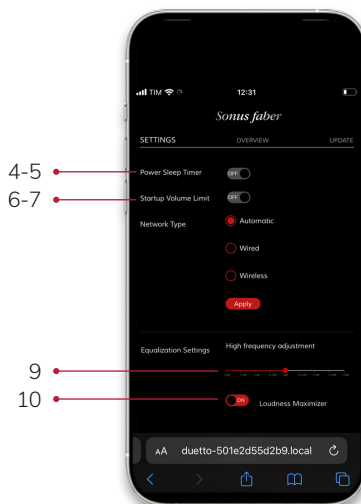 TIM 12:31
Sonus faber
SETTINGS OVERVIEW UPDATE
4-5 Power Sleep Timer OFF
6-7 Startup Volume Limit OFF
Network Type Automatic
Wired
Wireless
Apply
Equalization Settings High frequency adjustment
9
10 ON Loudness Maximizer
AA duetto-501e2d55d2b9.local